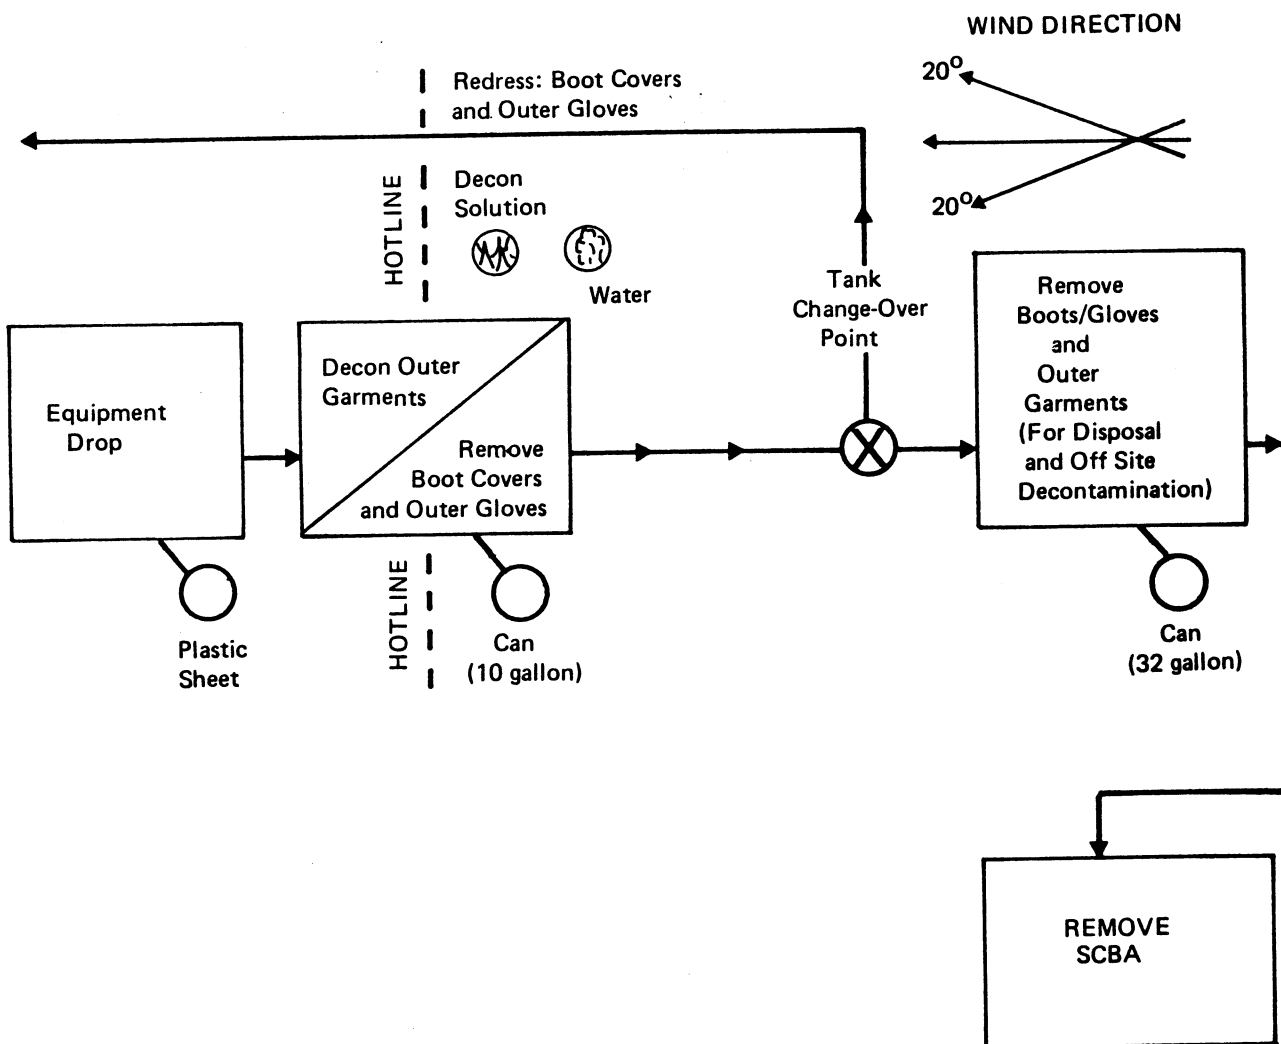 WIND DIRECTION
20°
20°
Redress: Boot Covers
and Outer Gloves
HOTLINE
Decon
Solution
Water
Tank
Change-Over
Point
Equipment
Drop
Decon Outer
Garments
Remove
Boot Covers
and Outer Gloves
Remove
Boots/Gloves
and
Outer
Garments
(For Disposal
and Off Site
Decontamination)
Plastic
Sheet
HOTLINE
Can
(10 gallon)
Can
(32 gallon)
REMOVE
SCBA